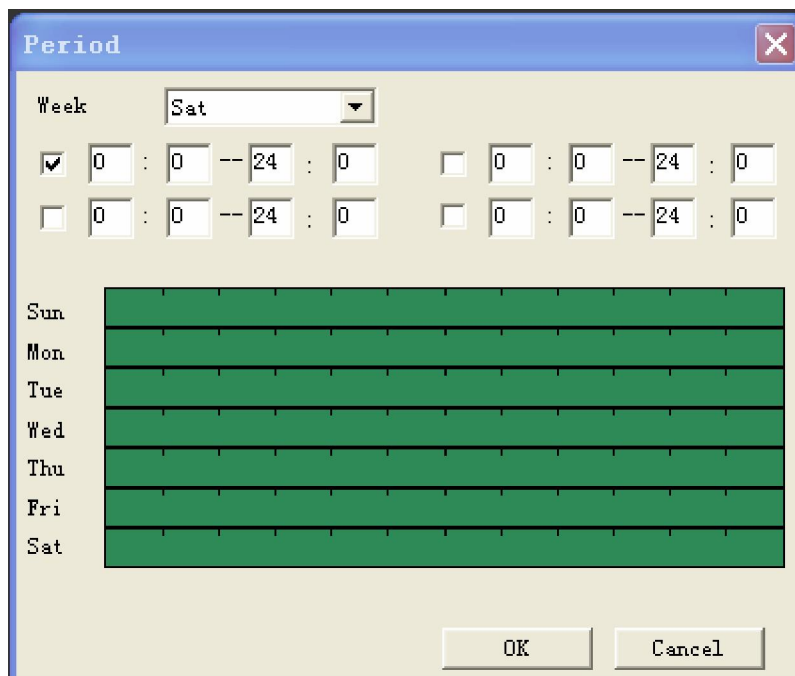 Period
Week Sat
0 : 0 -- 24 : 0 0 : 0 -- 24 : 0
0 : 0 -- 24 : 0 0 : 0 -- 24 : 0
Sun
Mon
Tue
Wed
Thu
Fri
Sat
OK Cancel